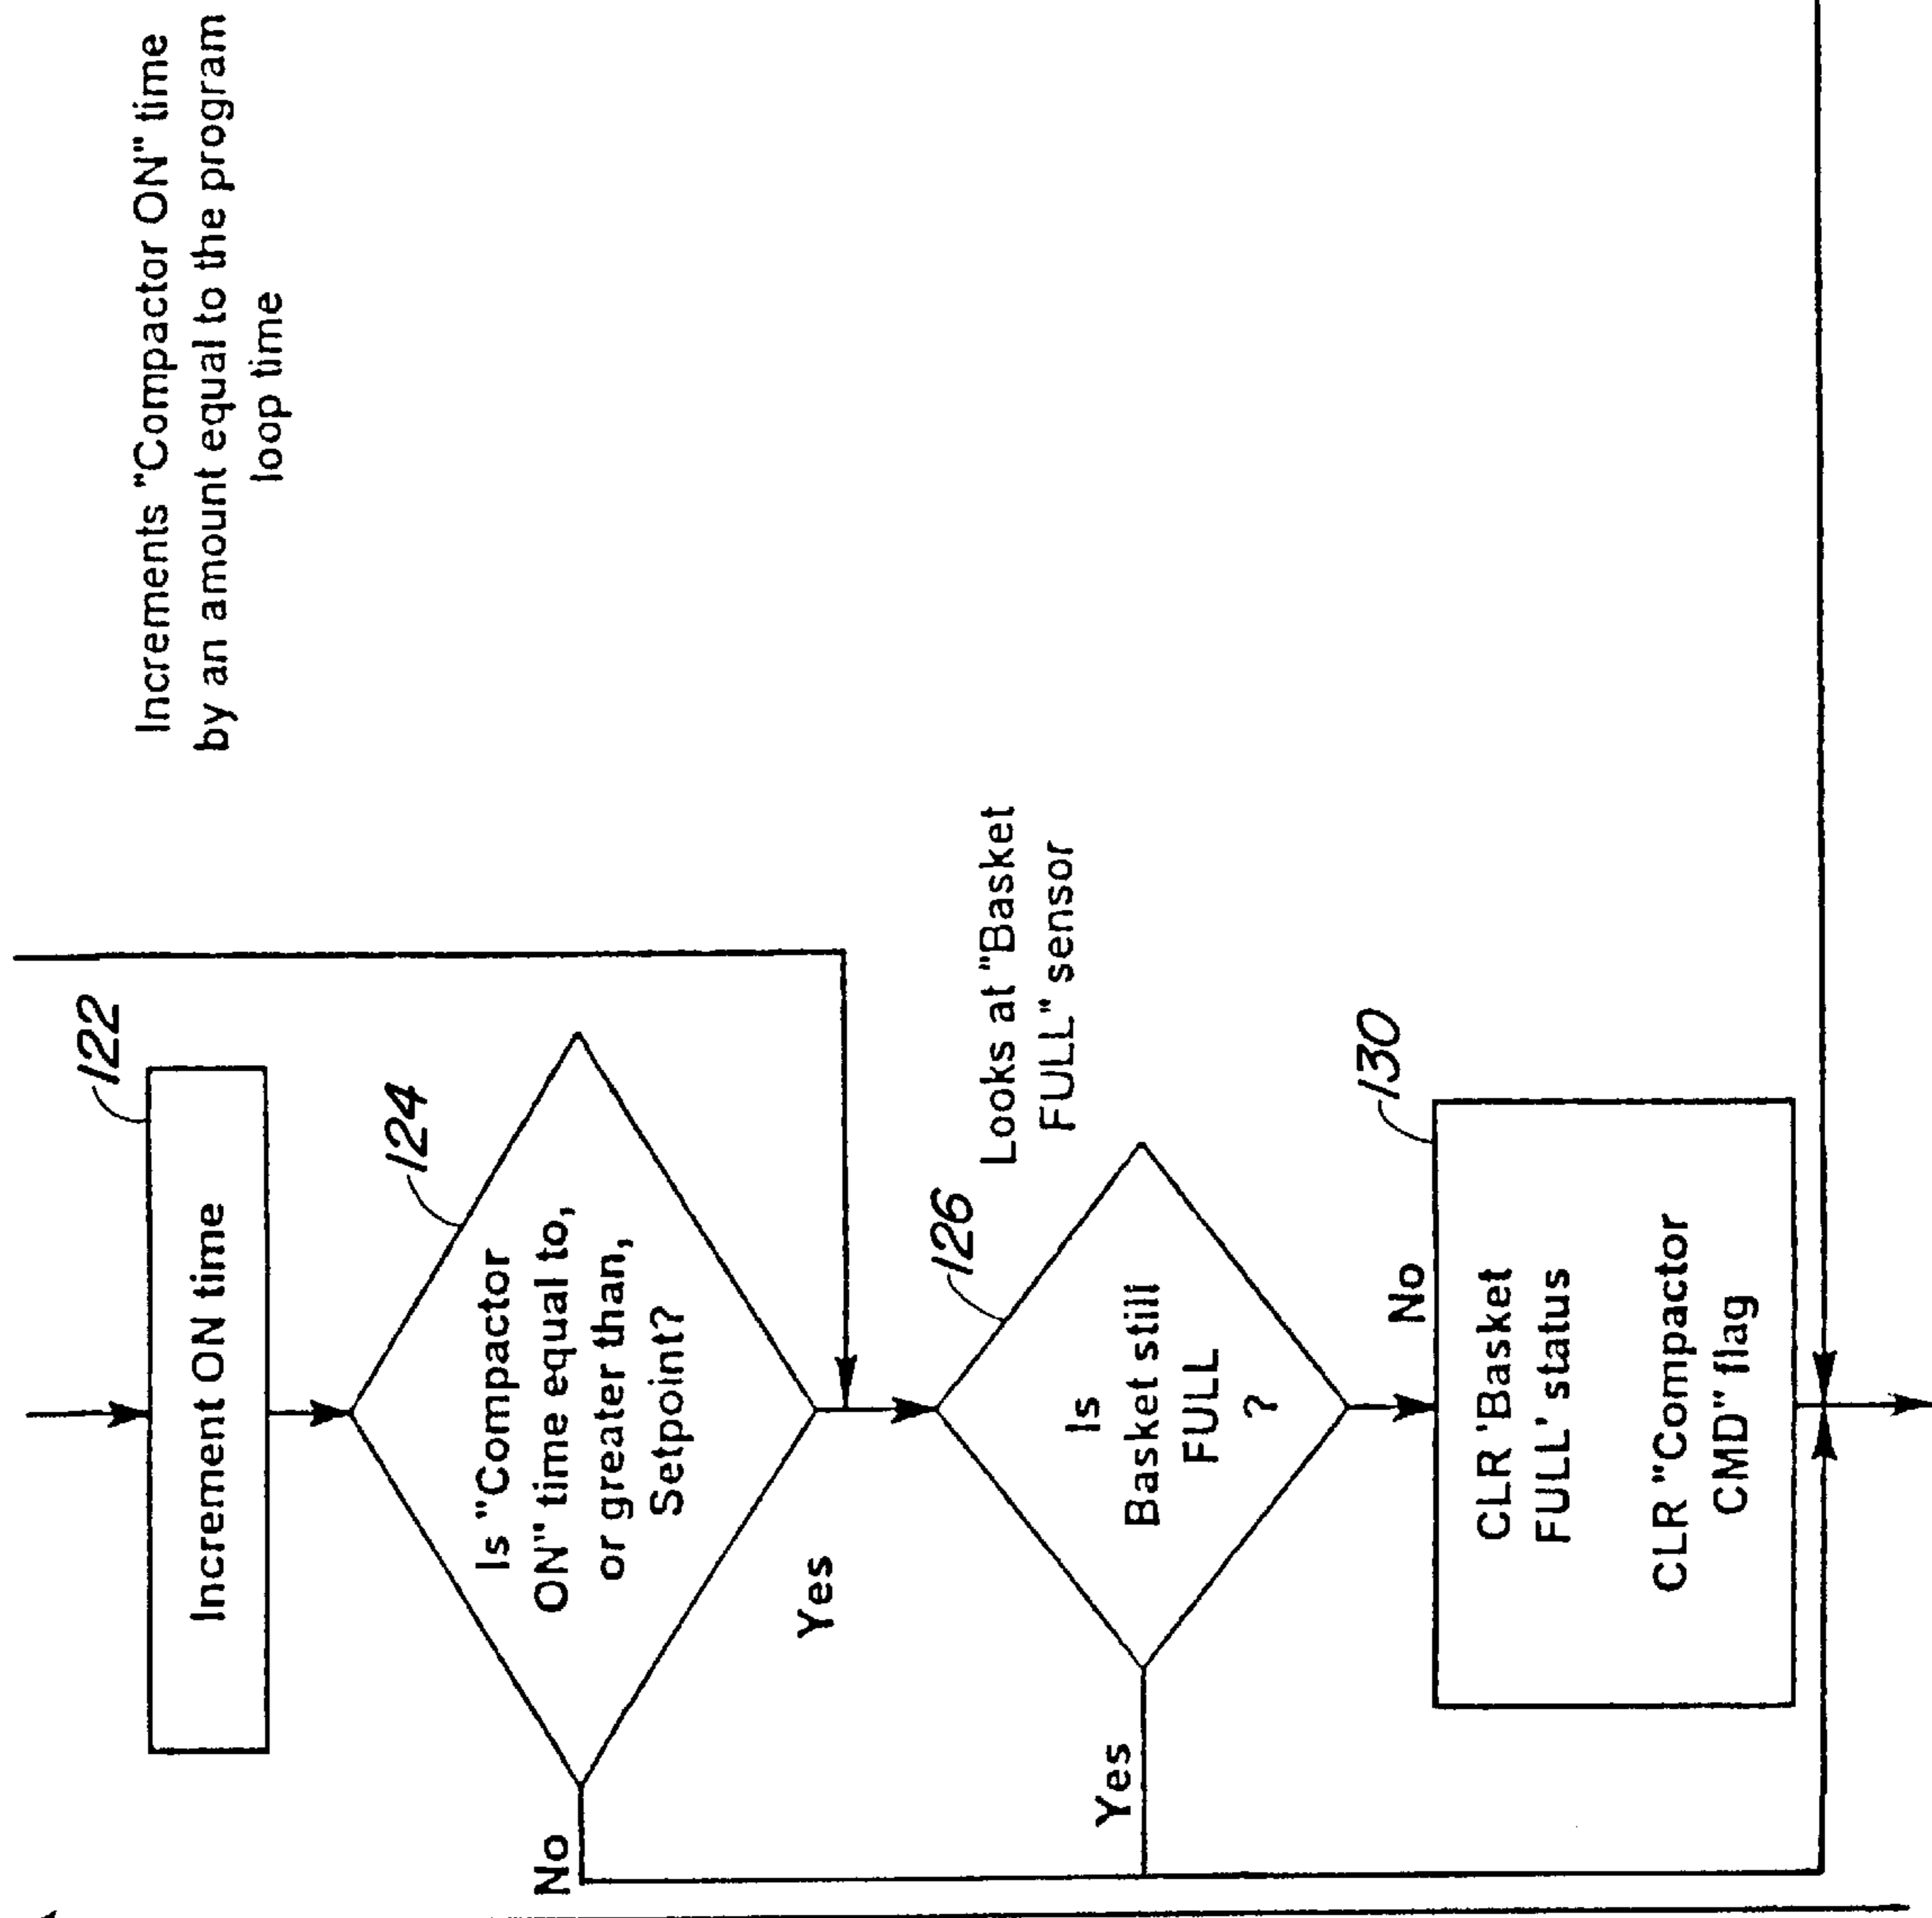 122
Increment ON time
Increments "Compactor ON" time
by an amount equal to the program
loop time
124
Is "Compactor
ON" time equal to,
or greater than,
Setpoint?
No
Yes
126
Looks at "Basket
FULL" sensor
Is
Basket still
FULL
?
Yes
No
130
CLR 'Basket
FULL' status
CLR "Compactor
CMD" flag